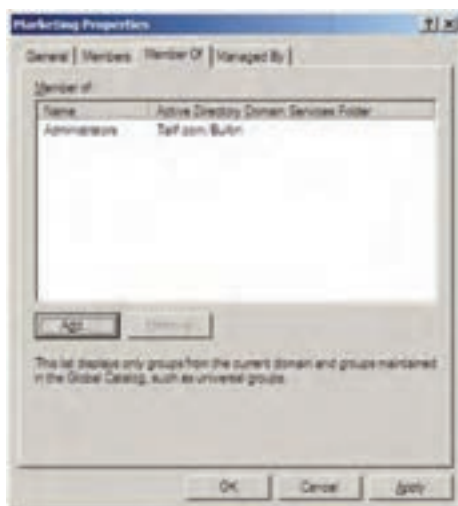 Marketing Properties
General Members Member Of Managed By
Member of:
Name Active Directory Domain Services Folder
Administrators /Builtin
Add...
Remove
This list displays only groups from the current domain and groups maintained
in the Global Catalog, such as universal groups.
OK Cancel Apply